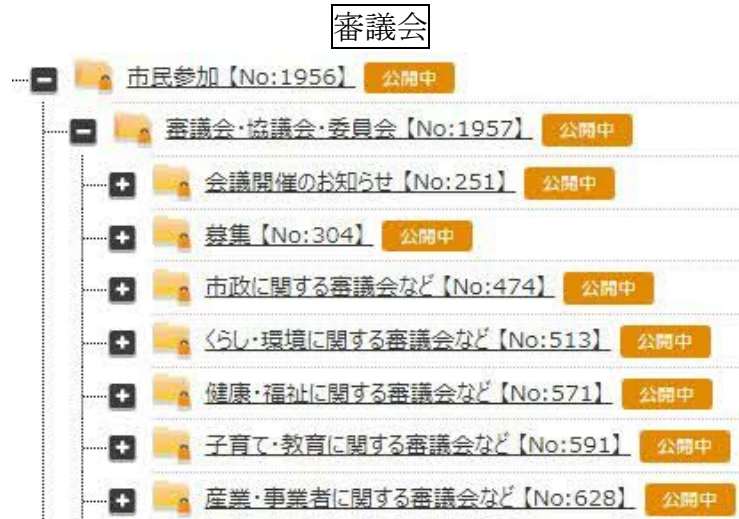 審議会
市民参加【No:1956】 公開中
審議会・協議会・委員会【No:1957】 公開中
会議開催のお知らせ【No:251】 公開中
募集【No:304】 公開中
市政に関する審議会など【No:474】 公開中
くらし・環境に関する審議会など【No:513】 公開中
健康・福祉に関する審議会など【No:571】 公開中
子育て・教育に関する審議会など【No:591】 公開中
産業・事業者に関する審議会など【No:628】 公開中